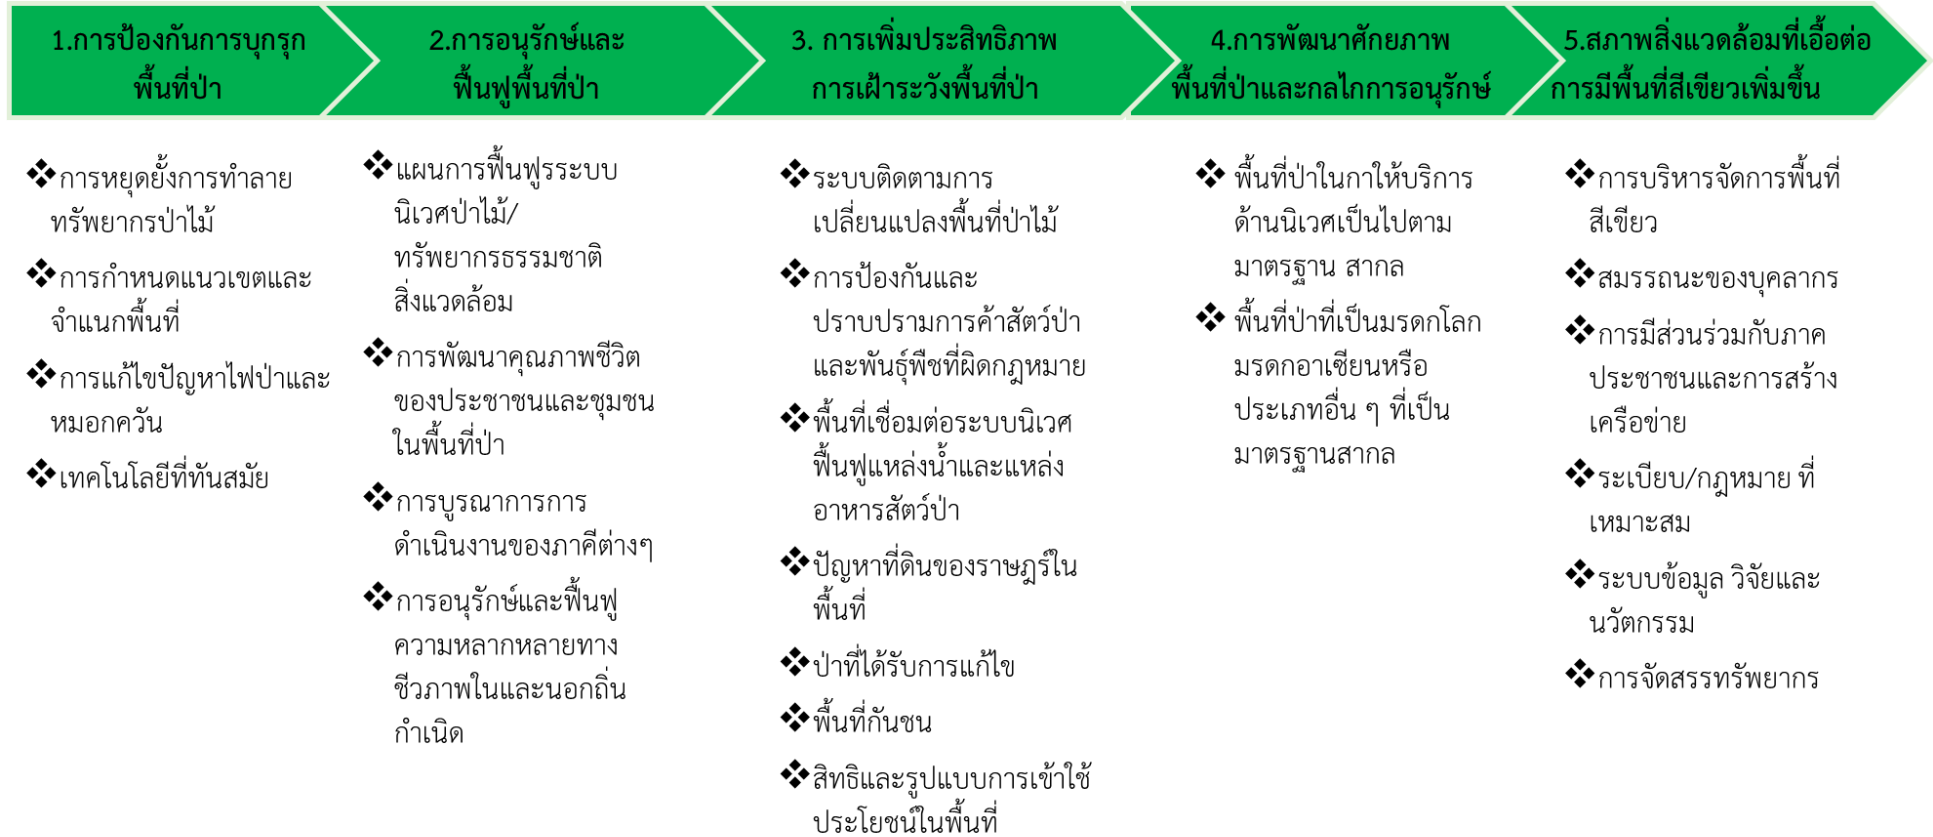 1.การป้องกันการบุกรุก
พื้นที่ป่า
2.การอนุรักษ์และ
ฟื้นฟูพื้นที่ป่า
3. การเพิ่มประสิทธิภาพ
การเฝ้าระวังพื้นที่ป่า
4.การพัฒนาศักยภาพ
พื้นที่ป่าและกลไกการอนุรักษ์
5.สภาพสิ่งแวดล้อมที่เอื้อต่อ
การมีพื้นที่สีเขียวเพิ่มขึ้น
❖การหยุดยั้งการทำลาย
ทรัพยากรป่าไม้
❖การกำหนดแนวเขตและ
จำแนกพื้นที่
❖การแก้ไขปัญหาไฟป่าและ
หมอกควัน
❖เทคโนโลยีที่ทันสมัย
❖แผนการฟื้นฟูรระบบ
นิเวศป่าไม้/
ทรัพยากรธรรมชาติ
สิ่งแวดล้อม
❖การพัฒนาคุณภาพชีวิต
ของประชาชนและชุมชน
ในพื้นที่ป่า
❖การบูรณาการการ
ดำเนินงานของภาคีต่างๆ
❖การอนุรักษ์และฟื้นฟู
ความหลากหลายทาง
ชีวภาพในและนอกถิ่น
กำเนิด
❖ระบบติดตามการ
เปลี่ยนแปลงพื้นที่ป่าไม้
❖การป้องกันและ
ปราบปรามการค้าสัตว์ป่า
และพันธุ์พืชที่ผิดกฎหมาย
❖พื้นที่เชื่อมต่อระบบนิเวศ
ฟื้นฟูแหล่งน้ำและแหล่ง
อาหารสัตว์ป่า
❖ปัญหาที่ดินของราษฎร์ใน
พื้นที่
❖ป่าที่ได้รับการแก้ไข
❖พื้นที่กันชน
❖สิทธิและรูปแบบการเข้าใช้
ประโยชน์ในพื้นที่
❖ พื้นที่ป่าในกาให้บริการ
ด้านนิเวศเป็นไปตาม
มาตรฐาน สากล
❖ พื้นที่ป่าที่เป็นมรดกโลก
มรดกอาเซียนหรือ
ประเภทอื่น ๆ ที่เป็น
มาตรฐานสากล
❖การบริหารจัดการพื้นที่
สีเขียว
❖สมรรถนะของบุคลากร
❖การมีส่วนร่วมกับภาค
ประชาชนและการสร้าง
เครือข่าย
❖ระเบียบ/กฎหมาย ที่
เหมาะสม
❖ระบบข้อมูล วิจัยและ
นวัตกรรม
❖การจัดสรรทรัพยากร